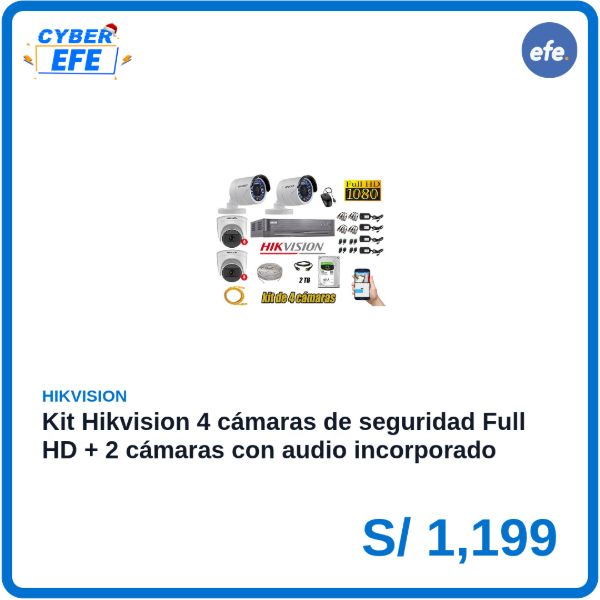 CYBER
EFE
efe.
Full HD
1080
HIKVISION
2 TB
kit de 4 cámaras
HIKVISION
Kit Hikvision 4 cámaras de seguridad Full
HD + 2 cámaras con audio incorporado
S/ 1,199